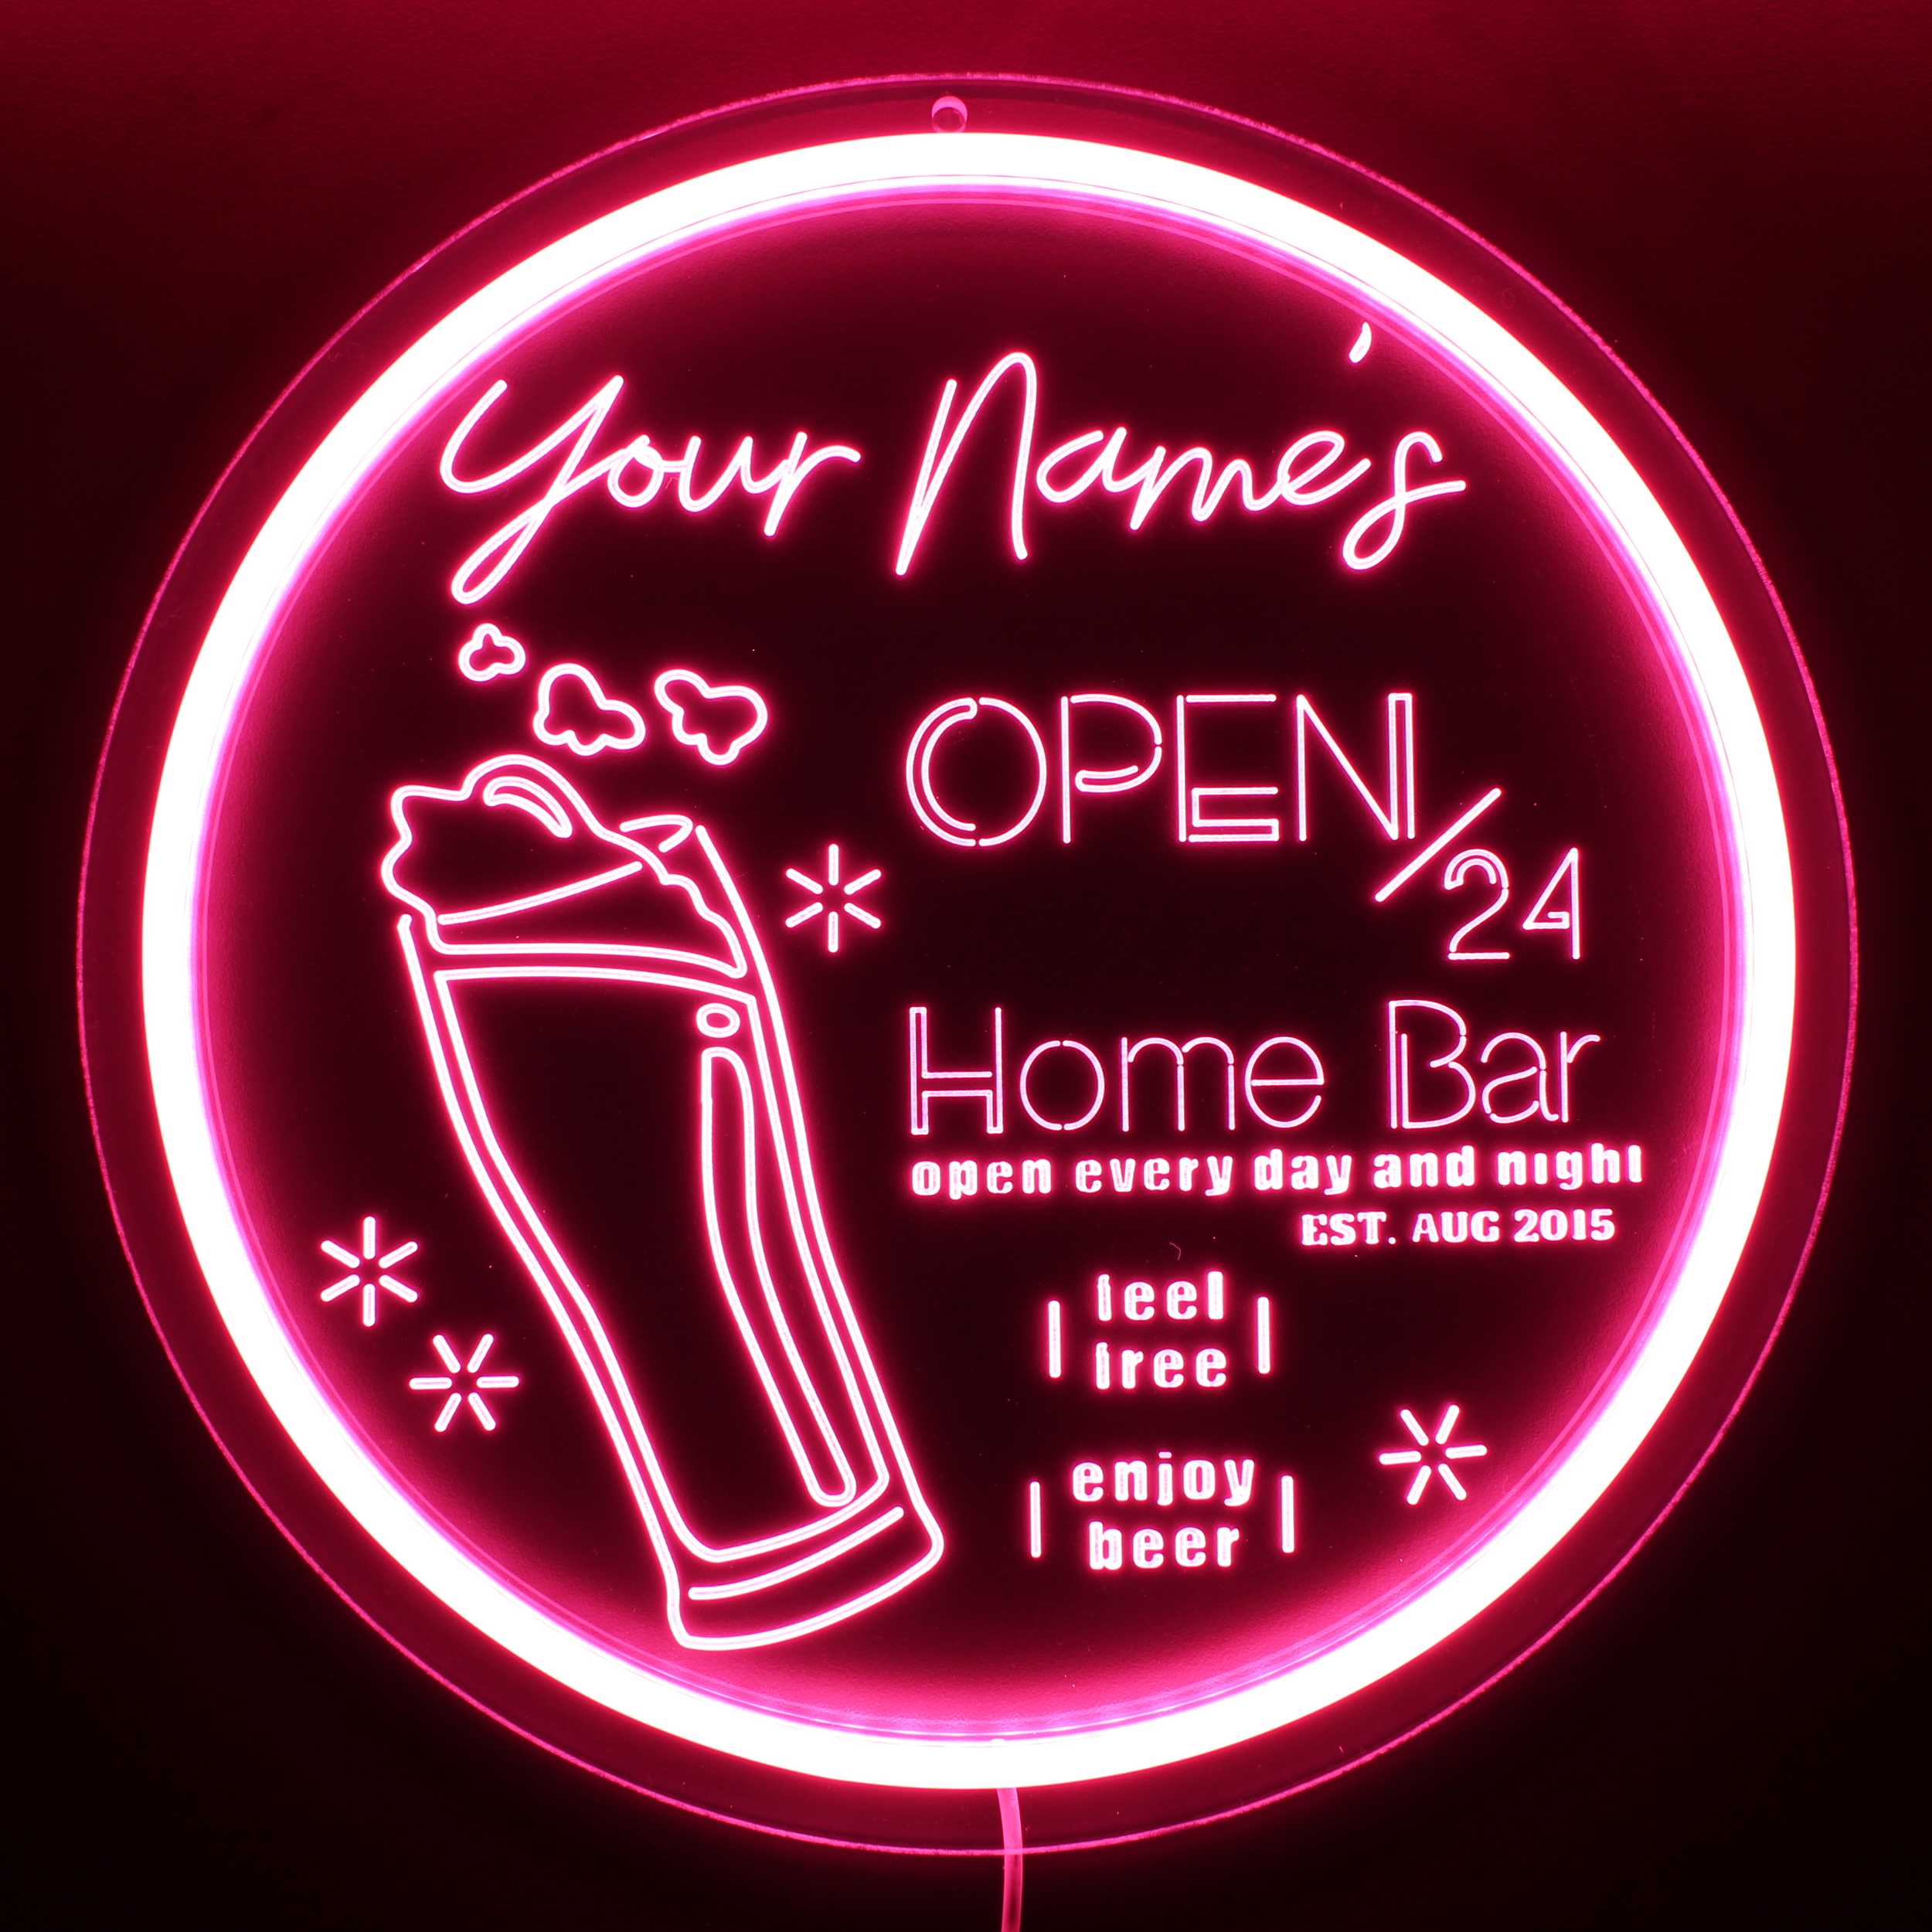 Your Name's
OPEN/24
Home Bar
open every day and night
EST. AUG 2015
feel
free
enjoy
beer